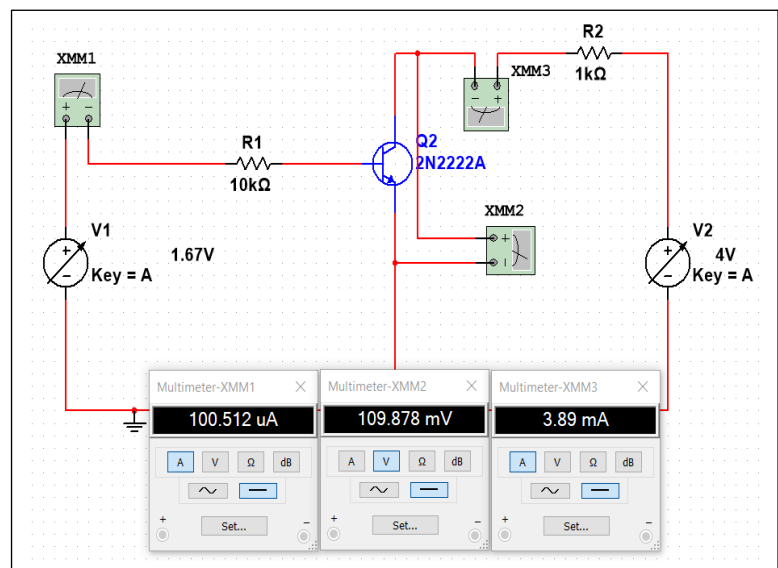 R2
XMM1
XMM3
1kΩ
+ −
− +
R1
Q2
2N2222A
10kΩ
XMM2
V1
+
V2
+
1.67V
4V
−
Key = A
−
Key = A
Multimeter-XMM1 ×
100.512 uA
A V Ω dB
+ Set... −
Multimeter-XMM2 ×
109.878 mV
A V Ω dB
+ Set... −
Multimeter-XMM3 ×
3.89 mA
A V Ω dB
+ Set... −